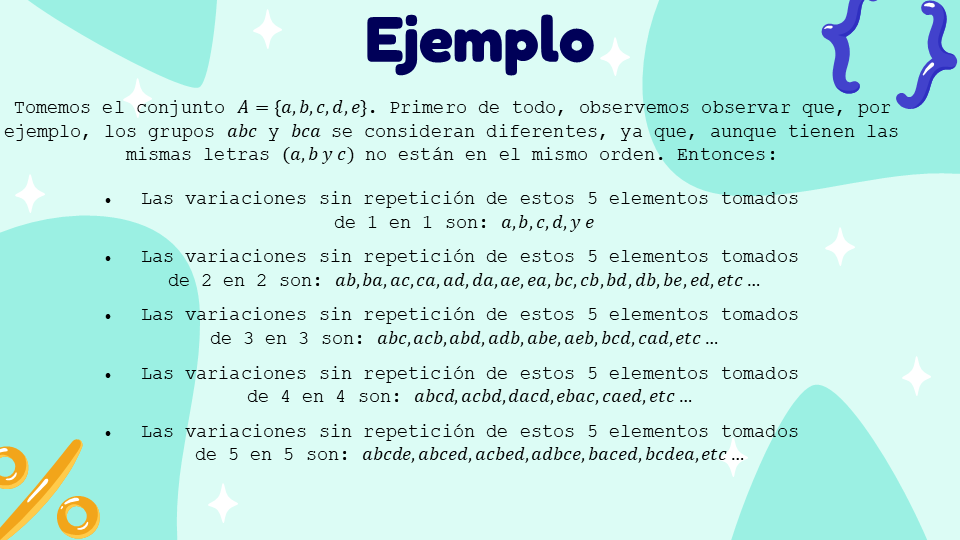 Ejemplo
Tomemos el conjunto A = {a, b, c, d, e}. Primero de todo, observemos observar que, por
ejemplo, los grupos abc y bca se consideran diferentes, ya que, aunque tienen las
mismas letras (a, b y c) no están en el mismo orden. Entonces:
• Las variaciones sin repetición de estos 5 elementos tomados
de 1 en 1 son: a, b, c, d, y e
• Las variaciones sin repetición de estos 5 elementos tomados
de 2 en 2 son: ab, ba, ac, ca, ad, da, ae, ea, bc, cb, bd, db, be, ed, etc ...
• Las variaciones sin repetición de estos 5 elementos tomados
de 3 en 3 son: abc, acb, abd, adb, abe, aeb, bcd, cad, etc ...
• Las variaciones sin repetición de estos 5 elementos tomados
de 4 en 4 son: abcd, acbd, dacd, ebac, caed, etc ...
• Las variaciones sin repetición de estos 5 elementos tomados
de 5 en 5 son: abcde, abced, acbed, adbce, baced, bcdea, etc ...